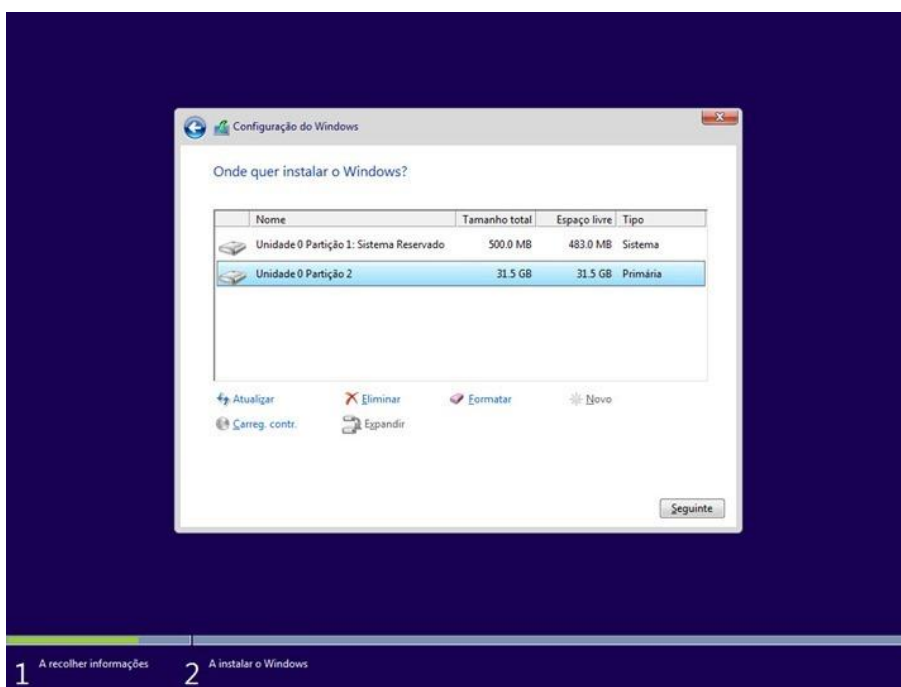 Configuração do Windows
Onde quer instalar o Windows?
Nome Tamanho total Espaço livre Tipo
Unidade 0 Partição 1: Sistema Reservado 500.0 MB 483.0 MB Sistema
Unidade 0 Partição 2 31.5 GB 31.5 GB Primária
Atualizar Eliminar Formatar Novo
Carreg. contr. Expandir
Seguinte
1 A recolher informações 2 A instalar o Windows